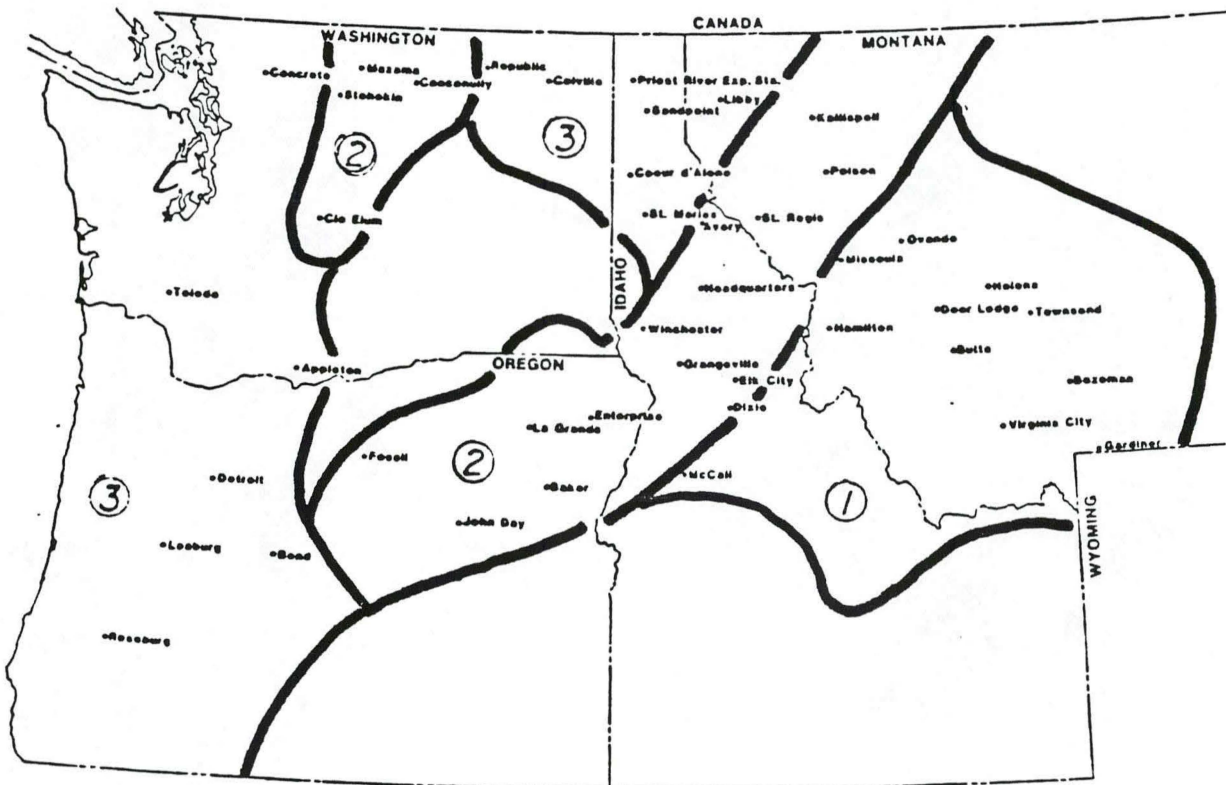 CANADA
WASHINGTON
MONTANA
Concrete
Mazama
Conconully
Republic
Colville
Priest River Exp. Sta.
Libby
Stehekin
Sandpoint
Kalispell
2
3
Coeur d'Alene
Polson
Cle Elum
St. Maries
Avory
St. Regis
Ovando
Missoula
IDAHO
Toledo
Headquarters
Helena
Deer Lodge
Townsend
Winchester
Hamilton
Butte
Appleton
OREGON
Grangeville
Elk City
Bozeman
Dixie
Enterprise
La Grande
Virginia City
Fossil
Gardiner
2
Detroit
McCall
3
Baker
1
John Day
WYOMING
Leaburg
Bend
Roseburg